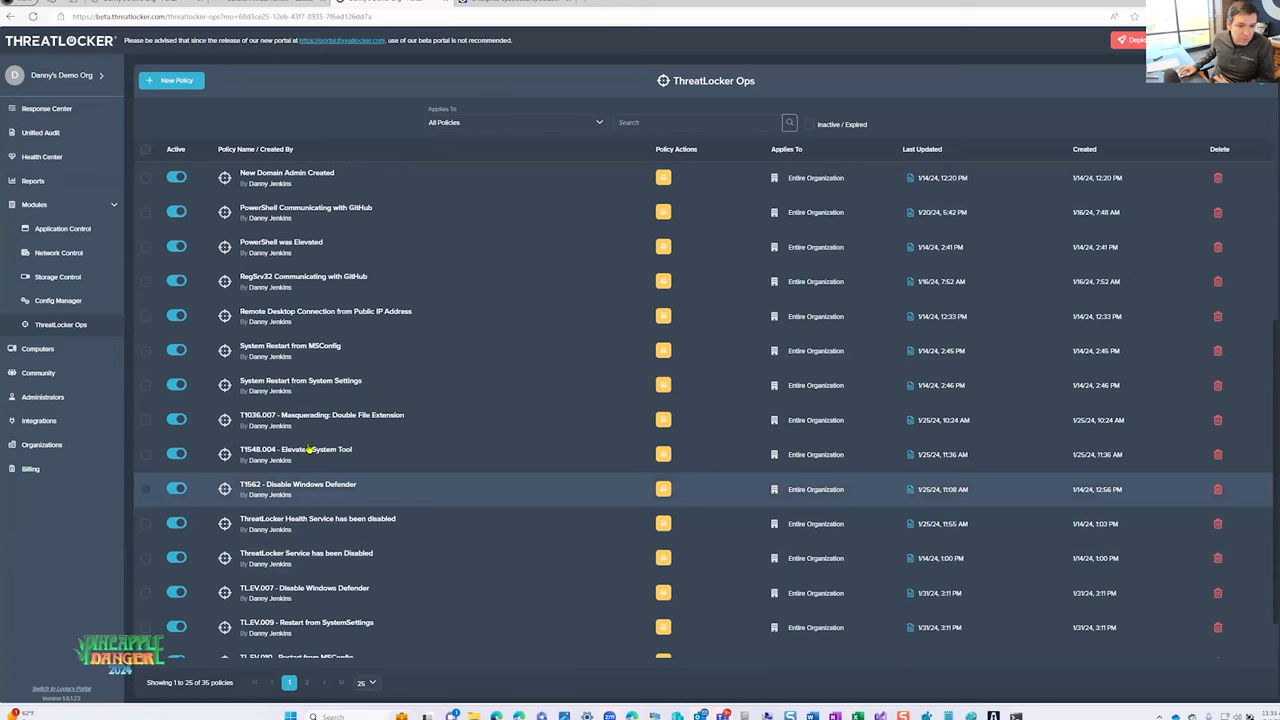 https://beta.threatlocker.com/threatlocker-ops?mo=68d3ce25-12eb-43f7-8935-7f6ed126dd7a
THREATLOCKER
Please be advised that since the release of our new portal at https://portal.threatlocker.com, use of our beta portal is not recommended.
D Danny's Demo Org
Response Center
Unified Audit
Health Center
Reports
Modules
Application Control
Network Control
Storage Control
Config Manager
ThreatLocker Ops
Computers
Community
Administrators
Integrations
Organizations
Billing
Switch to Legacy Portal
+ New Policy
ThreatLocker Ops
Applies To
All Policies Search Inactive / Expired
Active Policy Name / Created By Policy Actions Applies To Last Updated Created Delete
New Domain Admin Created
By Danny Jenkins
Entire Organization 1/14/24, 12:20 PM 1/14/24, 12:20 PM
PowerShell Communicating with GitHub
By Danny Jenkins
Entire Organization 1/20/24, 5:42 PM 1/16/24, 7:48 AM
PowerShell was Elevated
By Danny Jenkins
Entire Organization 1/14/24, 2:41 PM 1/14/24, 2:41 PM
RegSrv32 Communicating with GitHub
By Danny Jenkins
Entire Organization 1/16/24, 7:52 AM 1/16/24, 7:52 AM
Remote Desktop Connection from Public IP Address
By Danny Jenkins
Entire Organization 1/14/24, 12:33 PM 1/14/24, 12:33 PM
System Restart from MSConfig
By Danny Jenkins
Entire Organization 1/14/24, 2:45 PM 1/14/24, 2:45 PM
System Restart from System Settings
By Danny Jenkins
Entire Organization 1/14/24, 2:46 PM 1/14/24, 2:46 PM
T1036.007 - Masquerading: Double File Extension
By Danny Jenkins
Entire Organization 1/25/24, 10:24 AM 1/25/24, 10:24 AM
T1548.004 - Elevated System Tool
By Danny Jenkins
Entire Organization 1/25/24, 11:36 AM 1/25/24, 11:36 AM
T1562 - Disable Windows Defender
By Danny Jenkins
Entire Organization 1/25/24, 11:08 AM 1/14/24, 12:56 PM
ThreatLocker Health Service has been disabled
By Danny Jenkins
Entire Organization 1/25/24, 11:55 AM 1/14/24, 1:03 PM
ThreatLocker Service has been Disabled
By Danny Jenkins
Entire Organization 1/14/24, 1:00 PM 1/14/24, 1:00 PM
TL.EV.007 - Disable Windows Defender
By Danny Jenkins
Entire Organization 1/31/24, 3:11 PM 1/31/24, 3:11 PM
TL.EV.009 - Restart from SystemSettings
By Danny Jenkins
Entire Organization 1/31/24, 3:11 PM 1/31/24, 3:11 PM
TL.EV.010 - Restart from MSConfig
Showing 1 to 25 of 35 policies 1 2 25
PINEAPPLE
DANGER
2024
62°F Search